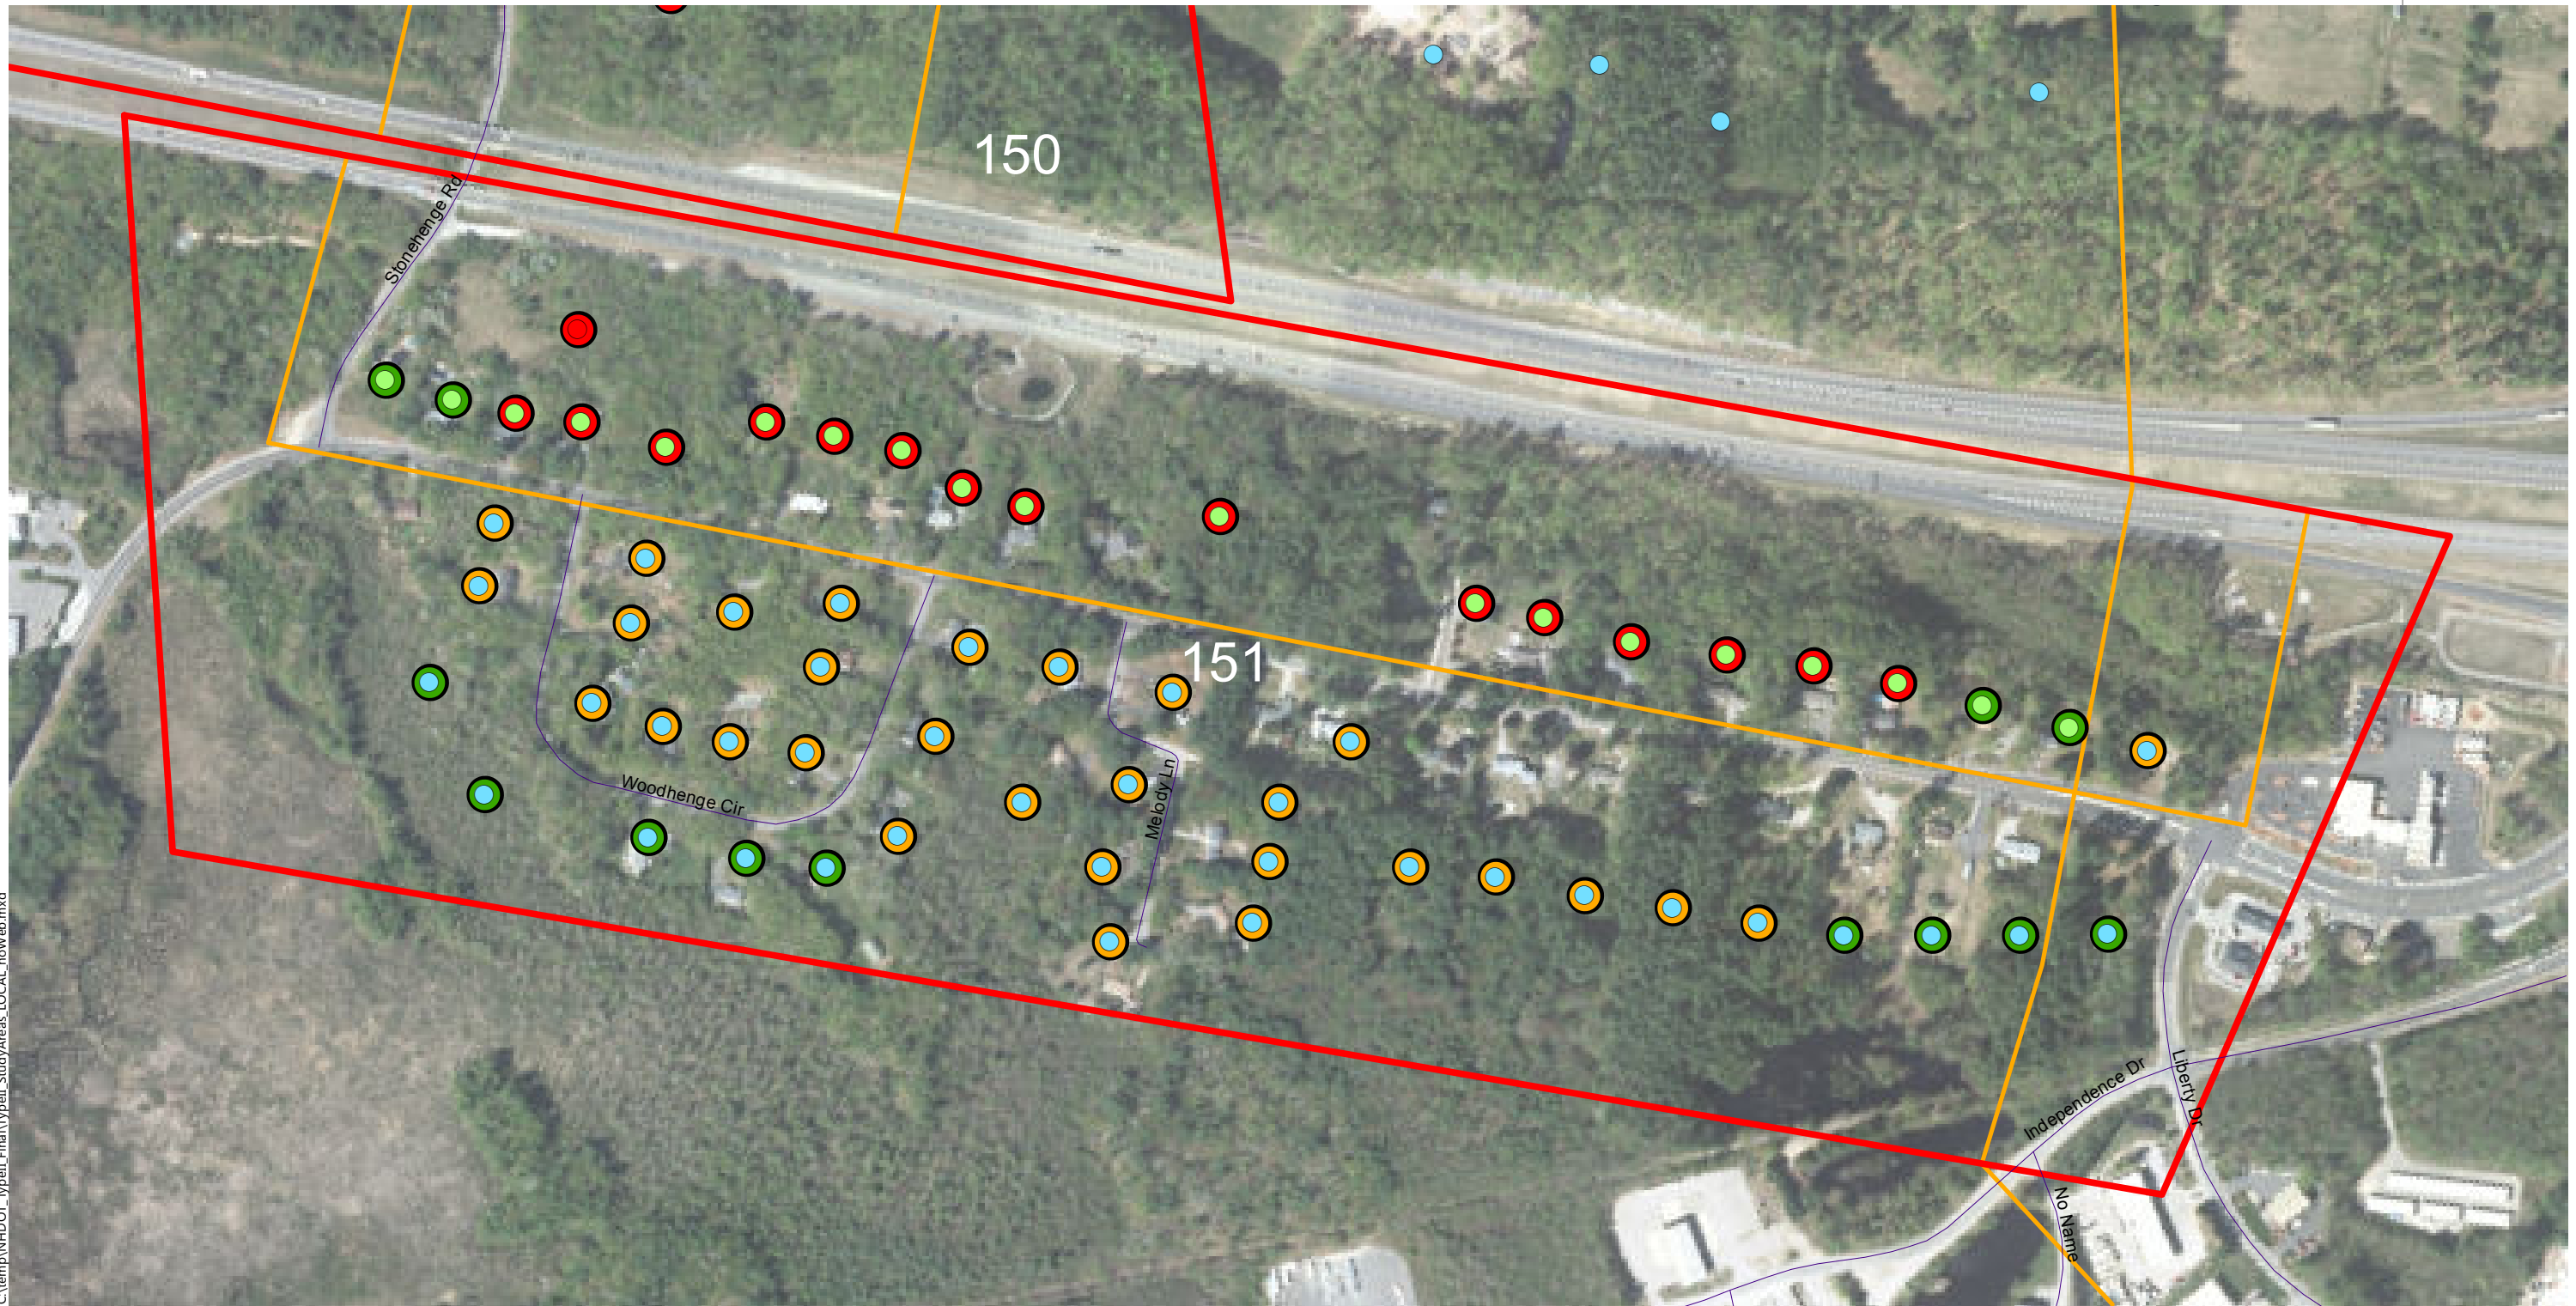 150
Stonehenge Rd
151
Woodhenge Cir
Melody Ln
Independence Dr
Liberty Dr
No Name